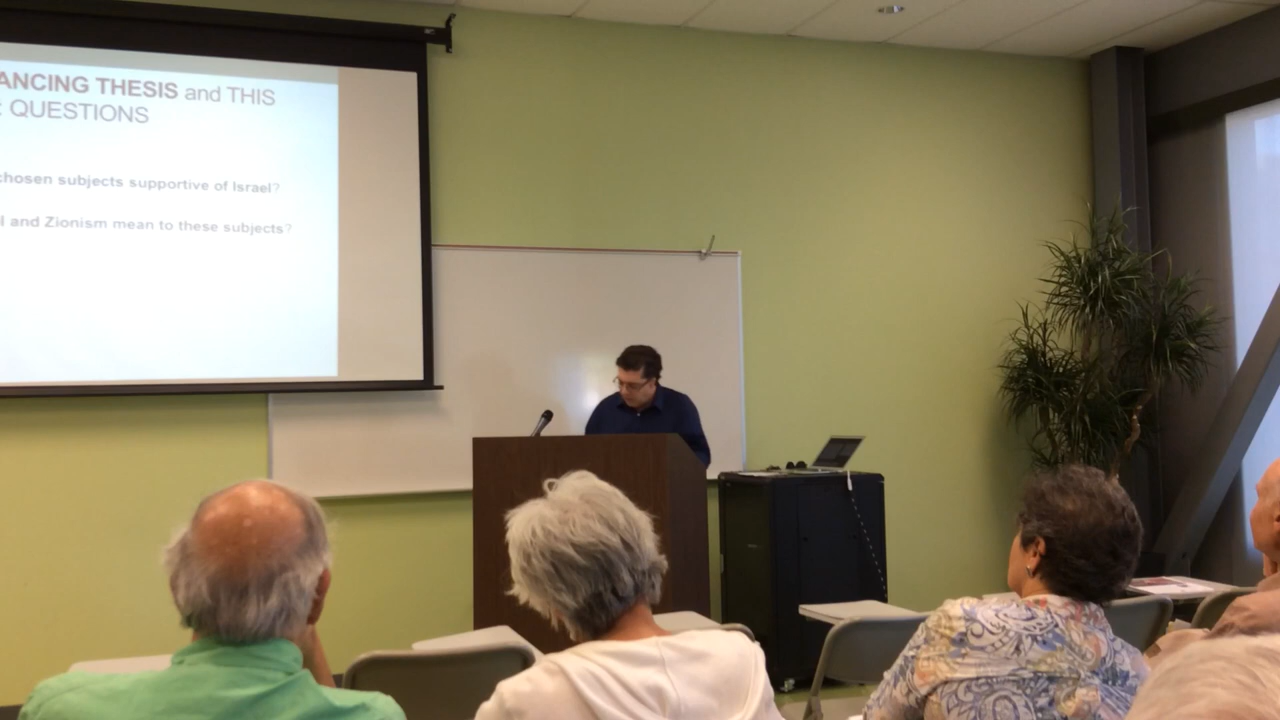 ANCING THESIS and THIS
: QUESTIONS
chosen subjects supportive of Israel?
l and Zionism mean to these subjects?